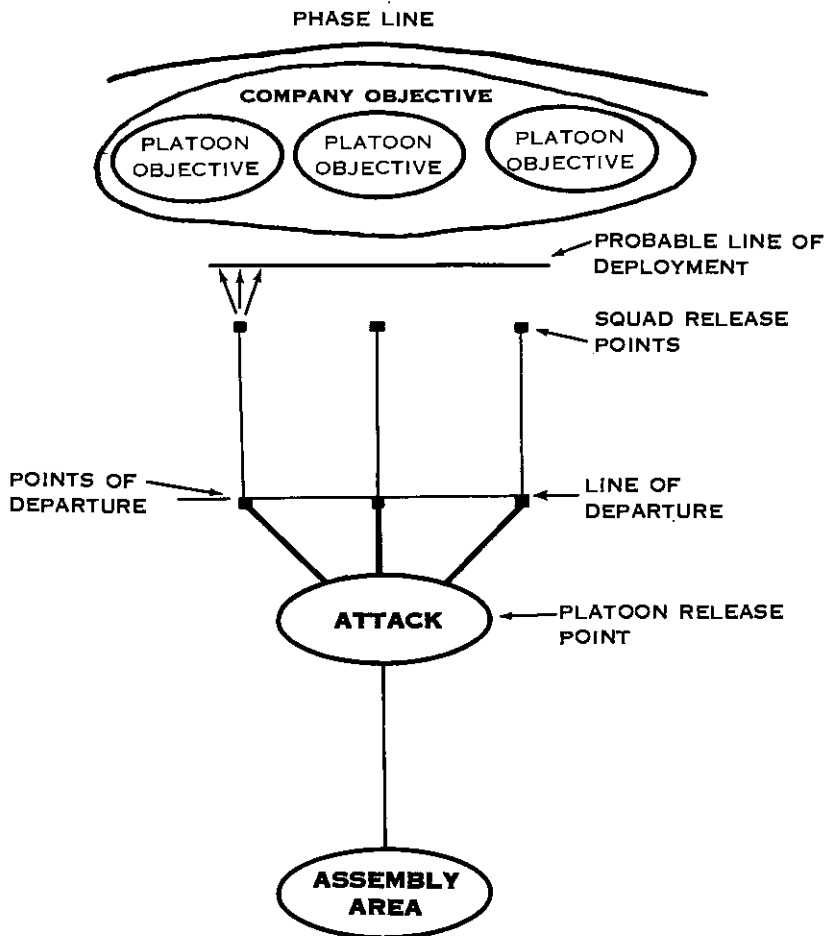 PHASE LINE
COMPANY OBJECTIVE
PLATOON
OBJECTIVE
PLATOON
OBJECTIVE
PLATOON
OBJECTIVE
PROBABLE LINE OF
DEPLOYMENT
SQUAD RELEASE
POINTS
POINTS OF
DEPARTURE
LINE OF
DEPARTURE
ATTACK
PLATOON RELEASE
POINT
ASSEMBLY
AREA